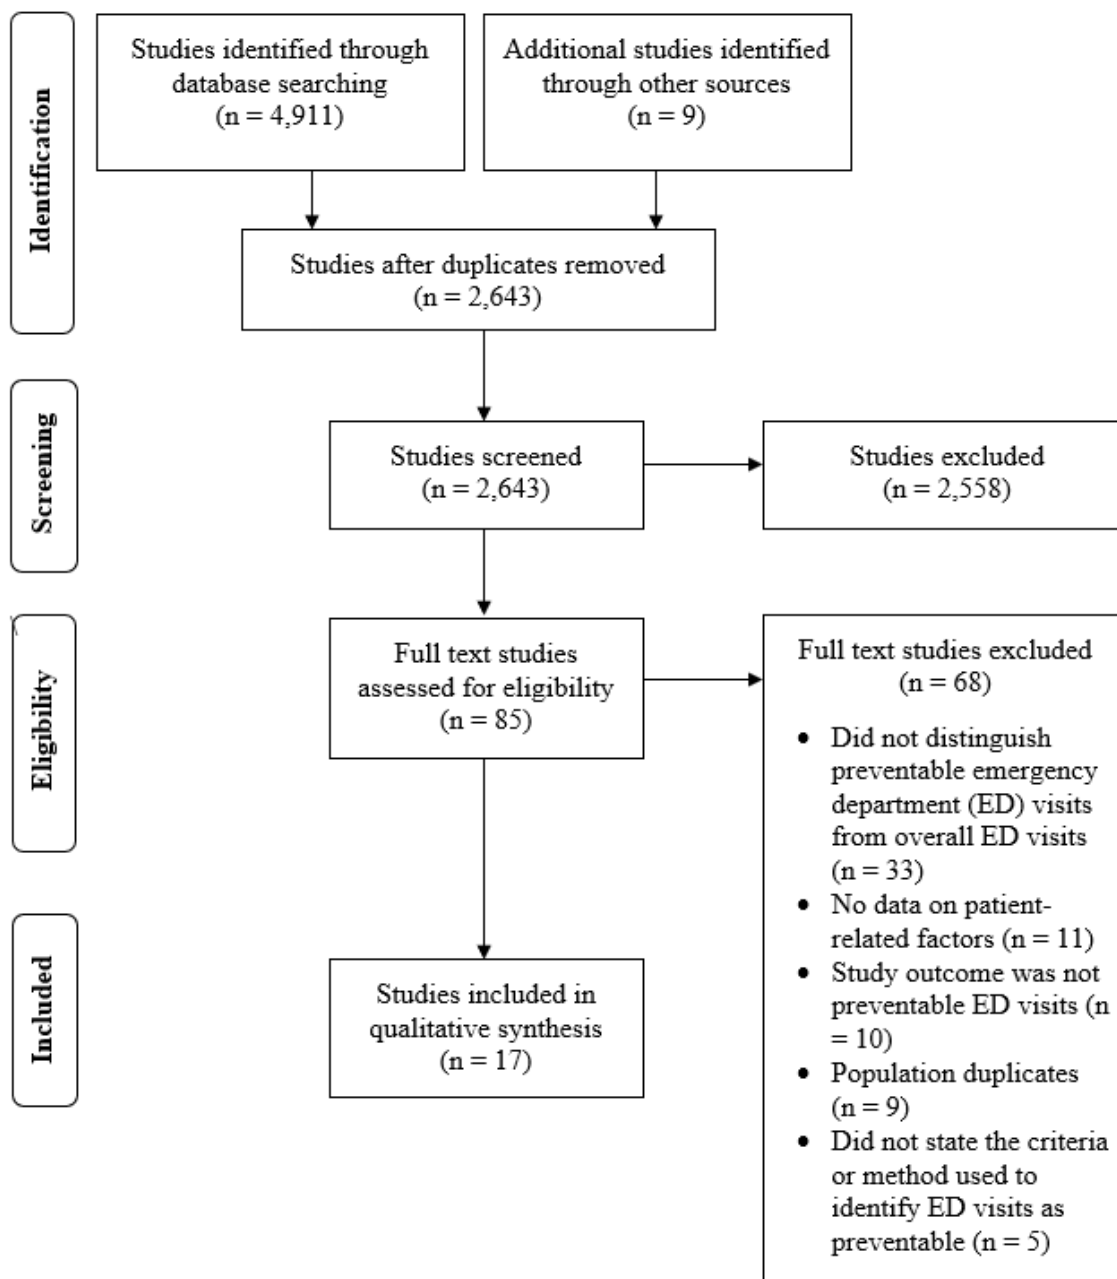 Identification
Studies identified through
database searching
(n = 4,911)
Additional studies identified
through other sources
(n = 9)
Studies after duplicates removed
(n = 2,643)
Screening
Studies screened
(n = 2,643)
Studies excluded
(n = 2,558)
Eligibility
Full text studies
assessed for eligibility
(n = 85)
Full text studies excluded
(n = 68)
• Did not distinguish
preventable emergency
department (ED) visits
from overall ED visits
(n = 33)
• No data on patient-
related factors (n = 11)
• Study outcome was not
preventable ED visits (n
= 10)
• Population duplicates
(n = 9)
• Did not state the criteria
or method used to
identify ED visits as
preventable (n = 5)
Included
Studies included in
qualitative synthesis
(n = 17)